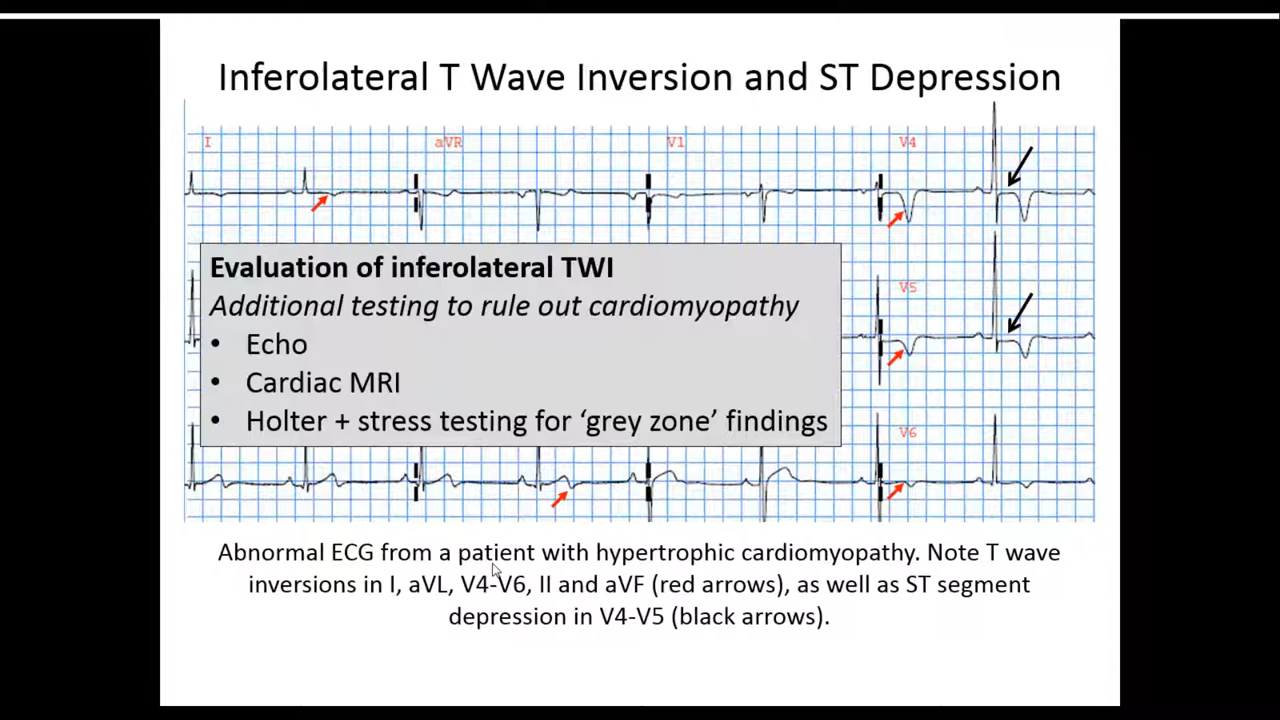 Inferolateral T Wave Inversion and ST Depression
I aVR V1 V4
Evaluation of inferolateral TWI
Additional testing to rule out cardiomyopathy
• Echo
• Cardiac MRI
• Holter + stress testing for ‘grey zone’ findings
V5
V6
Abnormal ECG from a patient with hypertrophic cardiomyopathy. Note T wave
inversions in I, aVL, V4-V6, II and aVF (red arrows), as well as ST segment
depression in V4-V5 (black arrows).